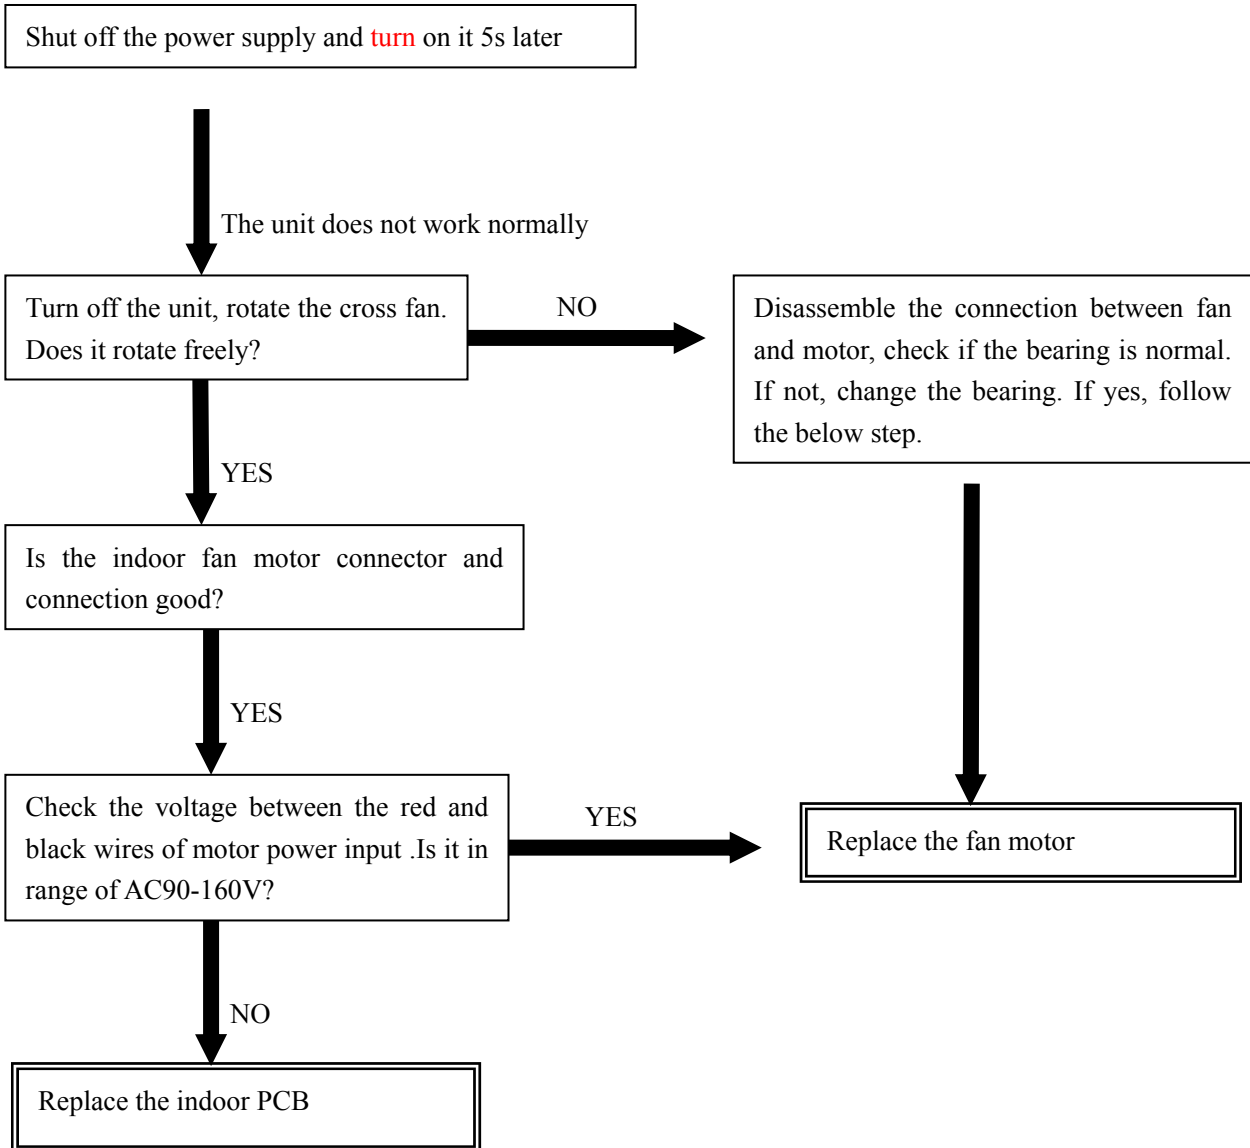 Shut off the power supply and turn on it 5s later
The unit does not work normally
Turn off the unit, rotate the cross fan.
Does it rotate freely?
NO
Disassemble the connection between fan
and motor, check if the bearing is normal.
If not, change the bearing. If yes, follow
the below step.
YES
Is the indoor fan motor connector and
connection good?
YES
Check the voltage between the red and
black wires of motor power input .Is it in
range of AC90-160V?
YES
Replace the fan motor
NO
Replace the indoor PCB